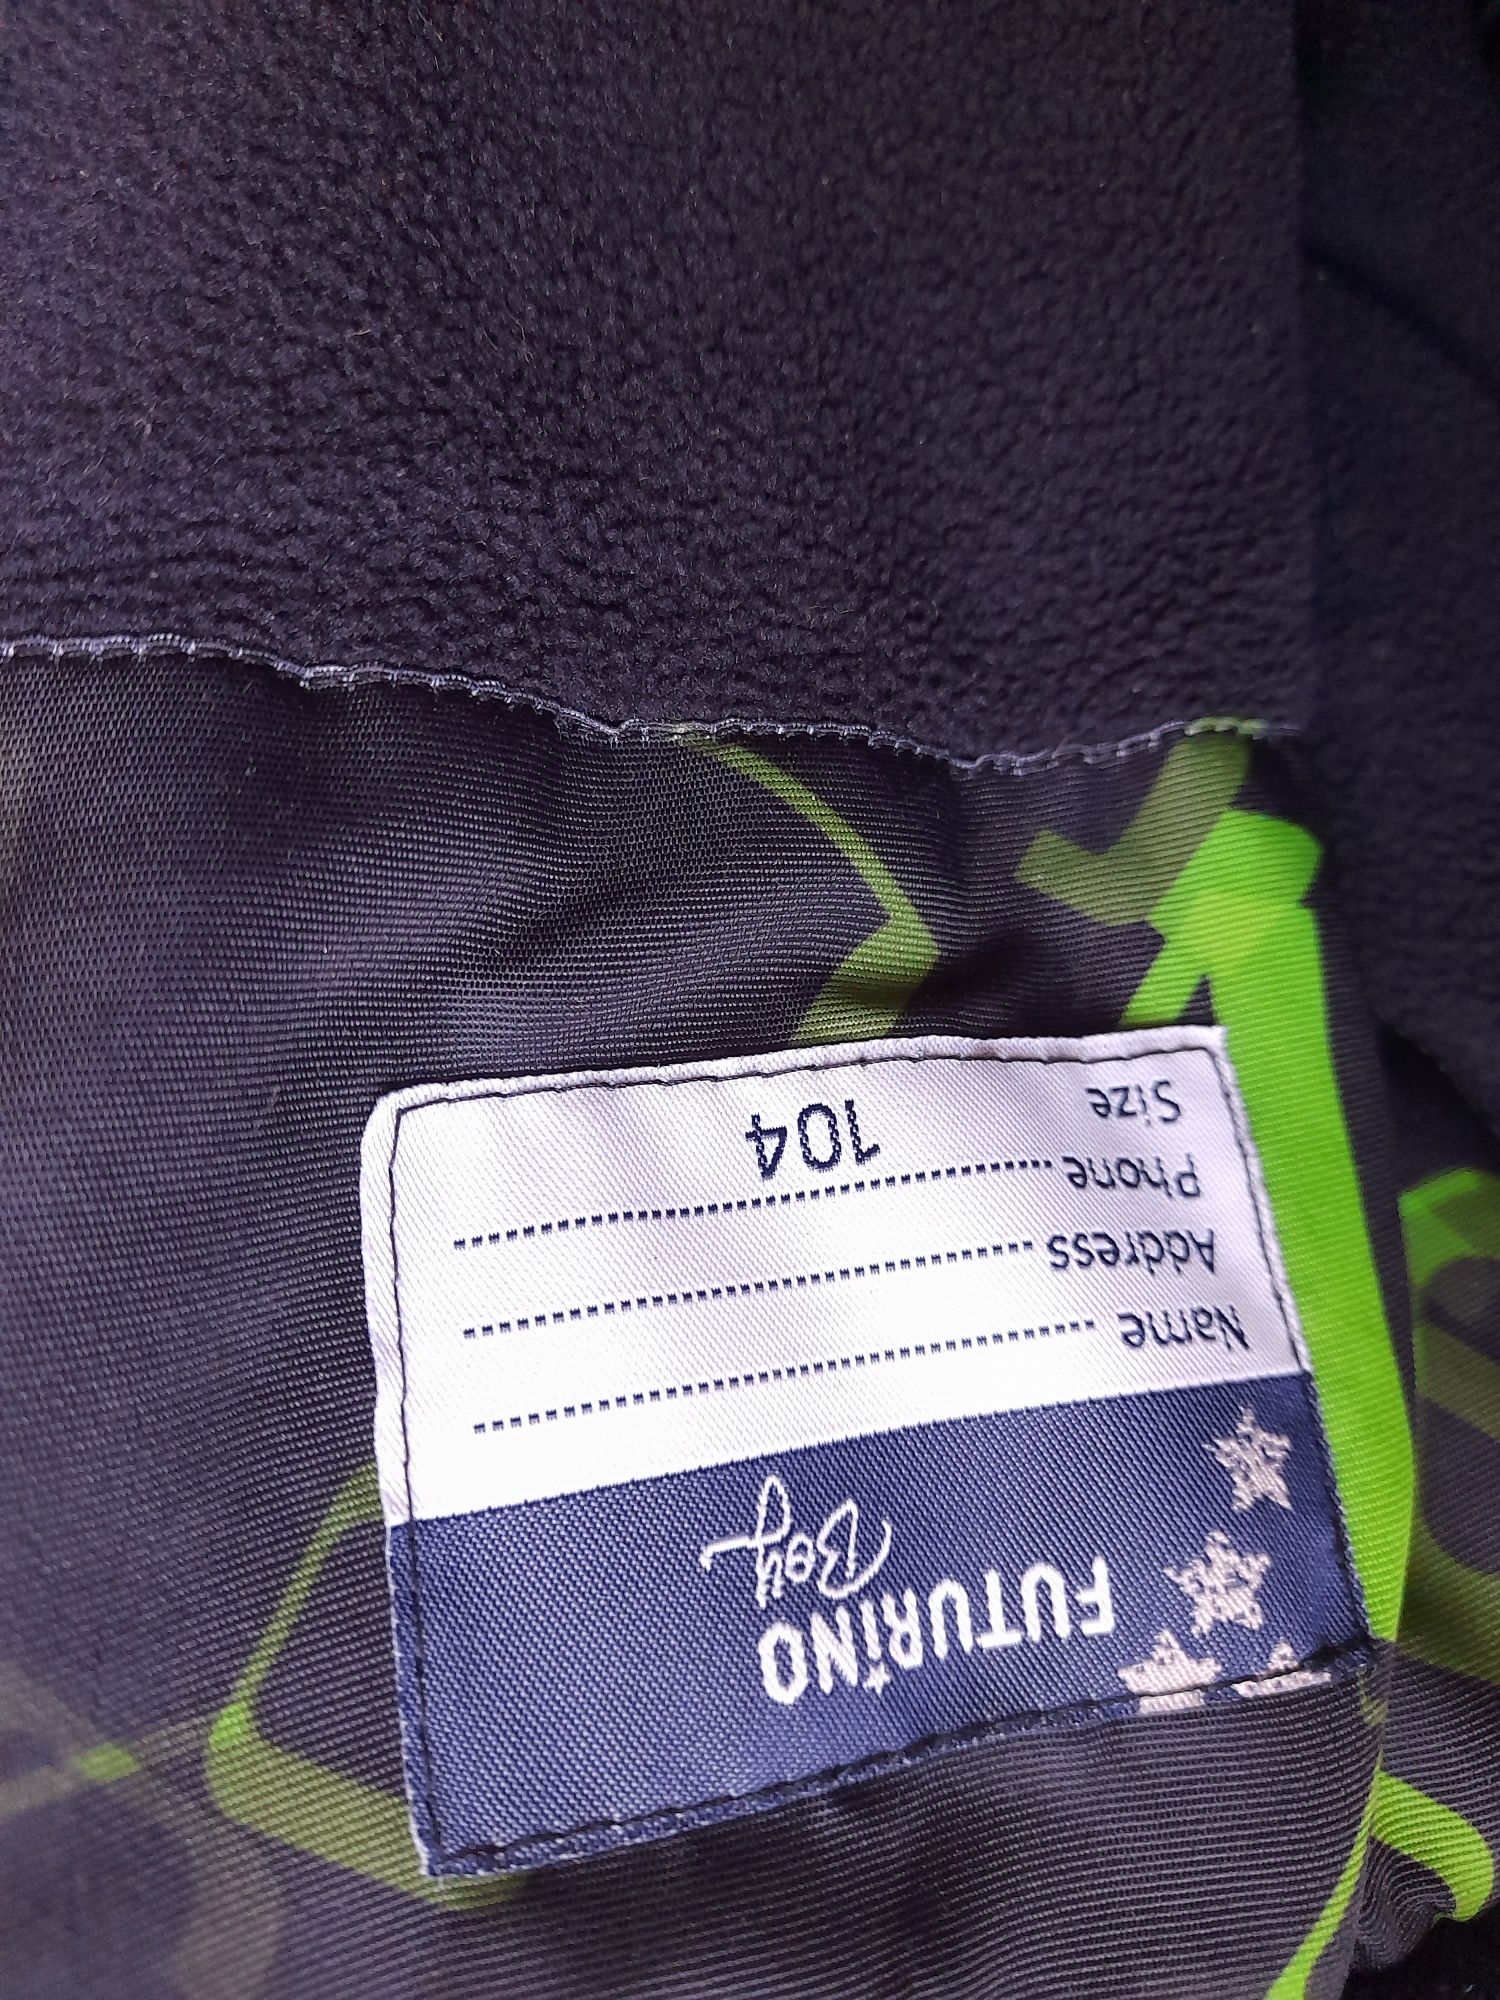 FUTURiNO
Boy
Name
Address
Phone
Size 104